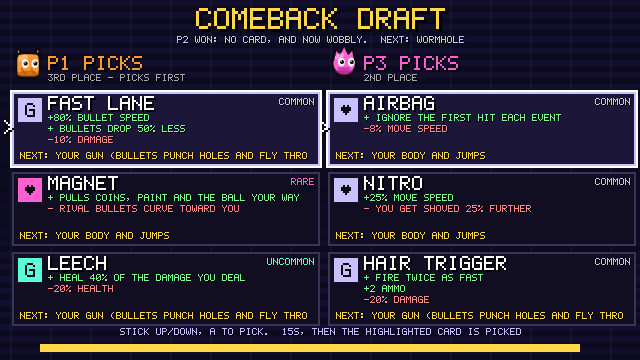 COMEBACK DRAFT
P2 WON: NO CARD, AND NOW WOBBLY. NEXT: WORMHOLE
P1 PICKS
3RD PLACE - PICKS FIRST
G
FAST LANE
COMMON
+80% BULLET SPEED
+ BULLETS DROP 50% LESS
-10% DAMAGE
NEXT: YOUR GUN (BULLETS PUNCH HOLES AND FLY THRO
MAGNET
RARE
+ PULLS COINS, PAINT AND THE BALL YOUR WAY
- RIVAL BULLETS CURVE TOWARD YOU
NEXT: YOUR BODY AND JUMPS
G
LEECH
UNCOMMON
+ HEAL 40% OF THE DAMAGE YOU DEAL
-20% HEALTH
NEXT: YOUR GUN (BULLETS PUNCH HOLES AND FLY THRO
P3 PICKS
2ND PLACE
AIRBAG
COMMON
+ IGNORE THE FIRST HIT EACH EVENT
-8% MOVE SPEED
NEXT: YOUR BODY AND JUMPS
NITRO
COMMON
+25% MOVE SPEED
- YOU GET SHOVED 25% FURTHER
NEXT: YOUR BODY AND JUMPS
G
HAIR TRIGGER
COMMON
+ FIRE TWICE AS FAST
+2 AMMO
-20% DAMAGE
NEXT: YOUR GUN (BULLETS PUNCH HOLES AND FLY THRO
STICK UP/DOWN, A TO PICK. 15S, THEN THE HIGHLIGHTED CARD IS PICKED